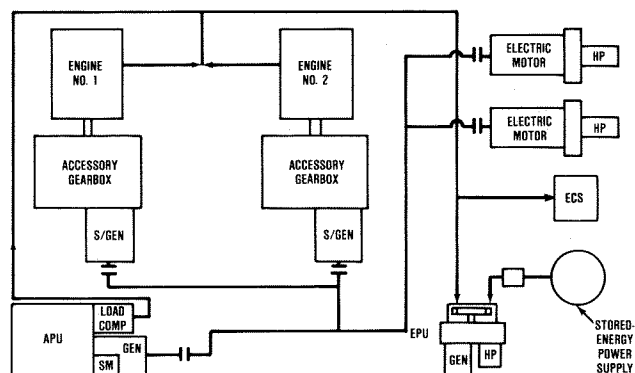 ENGINE
NO. 1
ENGINE
NO. 2
ELECTRIC
MOTOR
HP
ELECTRIC
MOTOR
HP
ACCESSORY
GEARBOX
ACCESSORY
GEARBOX
S/GEN
S/GEN
ECS
LOAD
COMP
APU
GEN
SM
EPU
GEN
HP
STORED-
ENERGY
POWER
SUPPLY